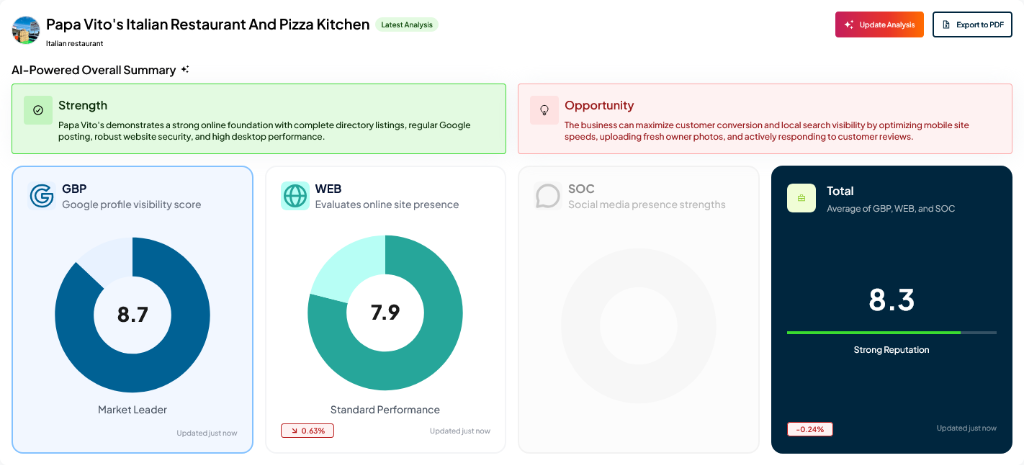 Papa Vito's Italian Restaurant And Pizza Kitchen
Latest Analysis
Italian restaurant
Update Analysis
Export to PDF
AI-Powered Overall Summary
Strength
Papa Vito's demonstrates a strong online foundation with complete directory listings, regular Google
posting, robust website security, and high desktop performance.
Opportunity
The business can maximize customer conversion and local search visibility by optimizing mobile site
speeds, uploading fresh owner photos, and actively responding to customer reviews.
GBP
Google profile visibility score
8.7
Market Leader
Updated just now
WEB
Evaluates online site presence
7.9
Standard Performance
0.63%
Updated just now
SOC
Social media presence strengths
Total
Average of GBP, WEB, and SOC
8.3
Strong Reputation
-0.24%
Updated just now